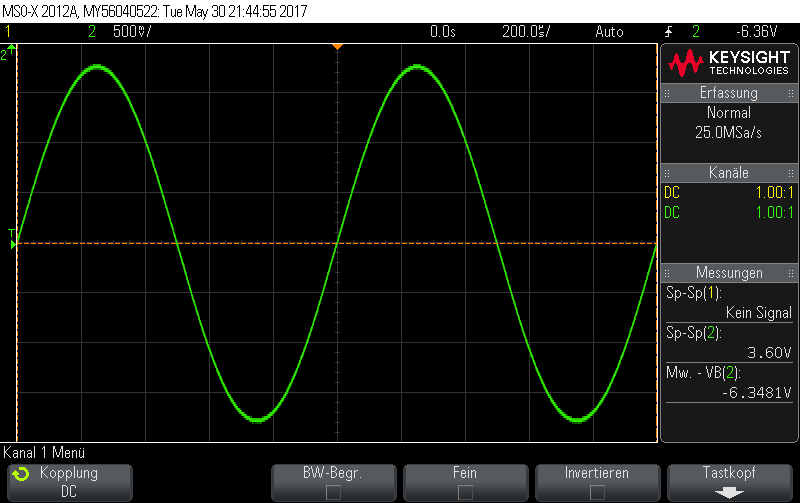 MSO-X 2012A, MY56040522: Tue May 30 21:44:55 2017
1 2 500mV/ 0.0s 200.0s/ Auto 2 -6.36V
2
T
KEYSIGHT
TECHNOLOGIES
Erfassung
Normal
25.0MSa/s
Kanäle
DC 1.00:1
DC 1.00:1
Messungen
Sp-Sp(1):
Kein Signal
Sp-Sp(2):
3.60V
Mw. - VB(2):
-6.3481V
Kanal 1 Menü
Kopplung
DC
BW-Begr.
Fein
Invertieren
Tastkopf